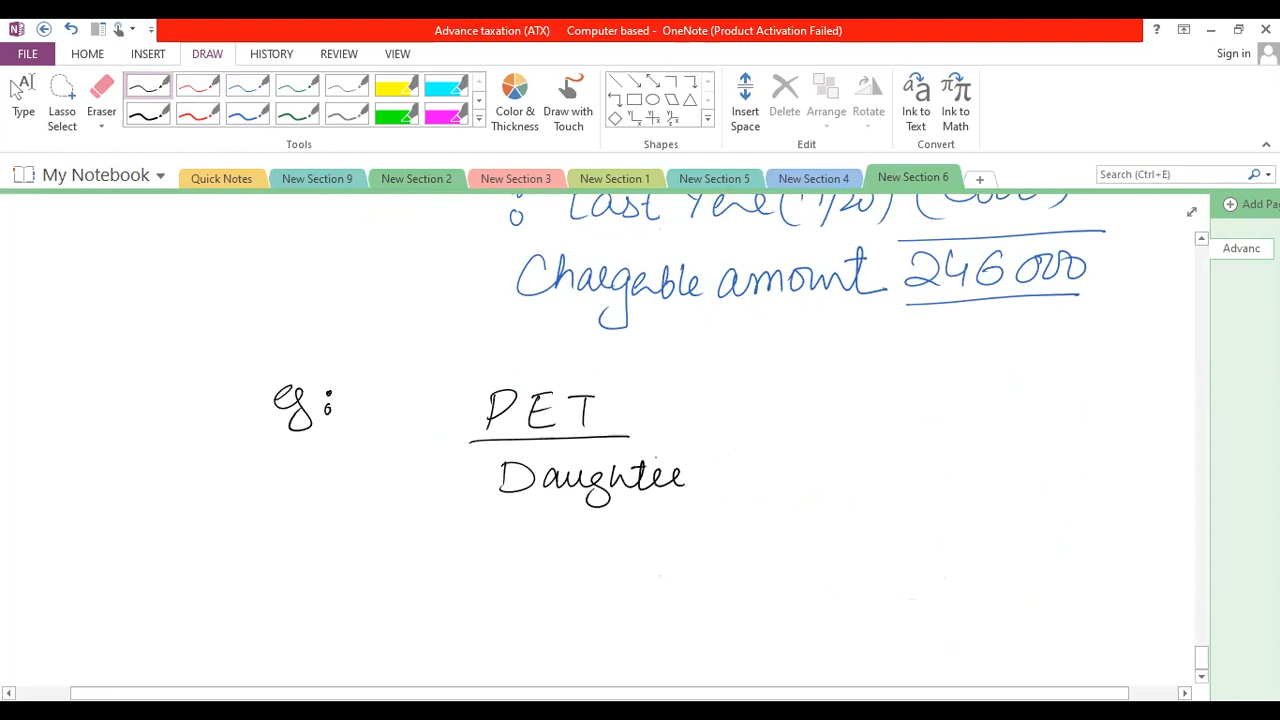 Advance taxation (ATX) Computer based - OneNote (Product Activation Failed)
FILE HOME INSERT DRAW HISTORY REVIEW VIEW Sign in
Type Lasso Select Eraser Color & Thickness Draw with Touch Insert Space Delete Arrange Rotate Ink to Text Ink to Math
Tools Shapes Edit Convert
My Notebook Quick Notes New Section 9 New Section 2 New Section 3 New Section 1 New Section 5 New Section 4 New Section 6 Search (Ctrl+E)
Add Pag
Advanc
: Last
Chargeable amount 246000
Eg: PET
Daughter